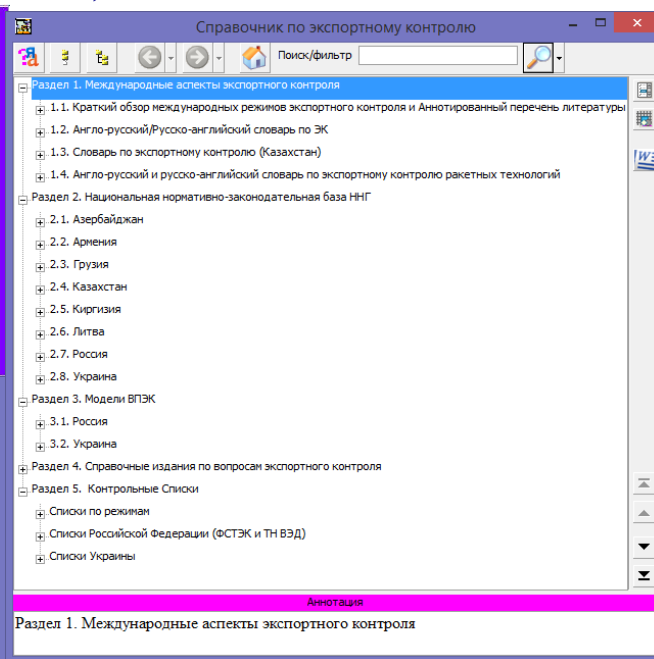 Справочник по экспортному контролю
Поиск/фильтр
Раздел 1. Международные аспекты экспортного контроля
1.1. Краткий обзор международных режимов экспортного контроля и Аннотированный перечень литературы
1.2. Англо-русский/Русско-английский словарь по ЭК
1.3. Словарь по экспортному контролю (Казахстан)
1.4. Англо-русский и русско-английский словарь по экспортному контролю ракетных технологий
Раздел 2. Национальная нормативно-законодательная база ННГ
2.1. Азербайджан
2.2. Армения
2.3. Грузия
2.4. Казахстан
2.5. Киргизия
2.6. Литва
2.7. Россия
2.8. Украина
Раздел 3. Модели ВПЭК
3.1. Россия
3.2. Украина
Раздел 4. Справочные издания по вопросам экспортного контроля
Раздел 5. Контрольные Списки
Списки по режимам
Списки Российской Федерации (ФСТЭК и ТН ВЭД)
Списки Украины
Аннотация
Раздел 1. Международные аспекты экспортного контроля